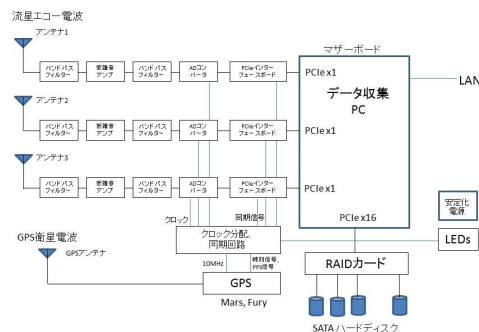 流星エコー電波
アンテナ1
バンドパス
フィルター
低雑音
アンプ
バンドパス
フィルター
ADコン
バータ
PCIeインター
フェースボード
マザーボード
PCIe x1
データ収集
PC
LAN
アンテナ2
バンドパス
フィルター
低雑音
アンプ
バンドパス
フィルター
ADコン
バータ
PCIeインター
フェースボード
PCIe x1
アンテナ3
バンドパス
フィルター
低雑音
アンプ
バンドパス
フィルター
ADコン
バータ
PCIeインター
フェースボード
PCIe x1
クロック
同期信号
PCIe x16
安定化
電源
GPS衛星電波
GPSアンテナ
クロック分配、
同期回路
LEDs
10MHz
時刻信号、
PPS信号
RAIDカード
GPS
Mars, Fury
SATA ハードディスク